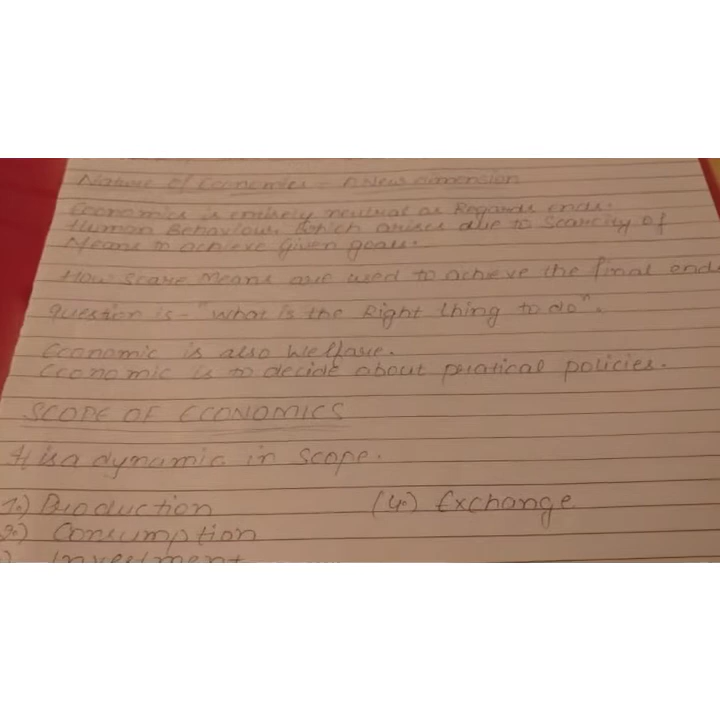 Nature of Economics - A New dimension
Economics is entirely neutral as Regards ends.
Human Behaviour which arises due to Scarcity of
Means to achieve Given goals.
How Scare Means are used to achieve the final ends
question is - "What is the Right thing to do".
Economic is also Welfare.
Economic is to decide about pratical policies.
SCOPE OF ECONOMICS
It is a dynamic in scope.
1.) Production (4.) Exchange
2.) Consumption
Investment